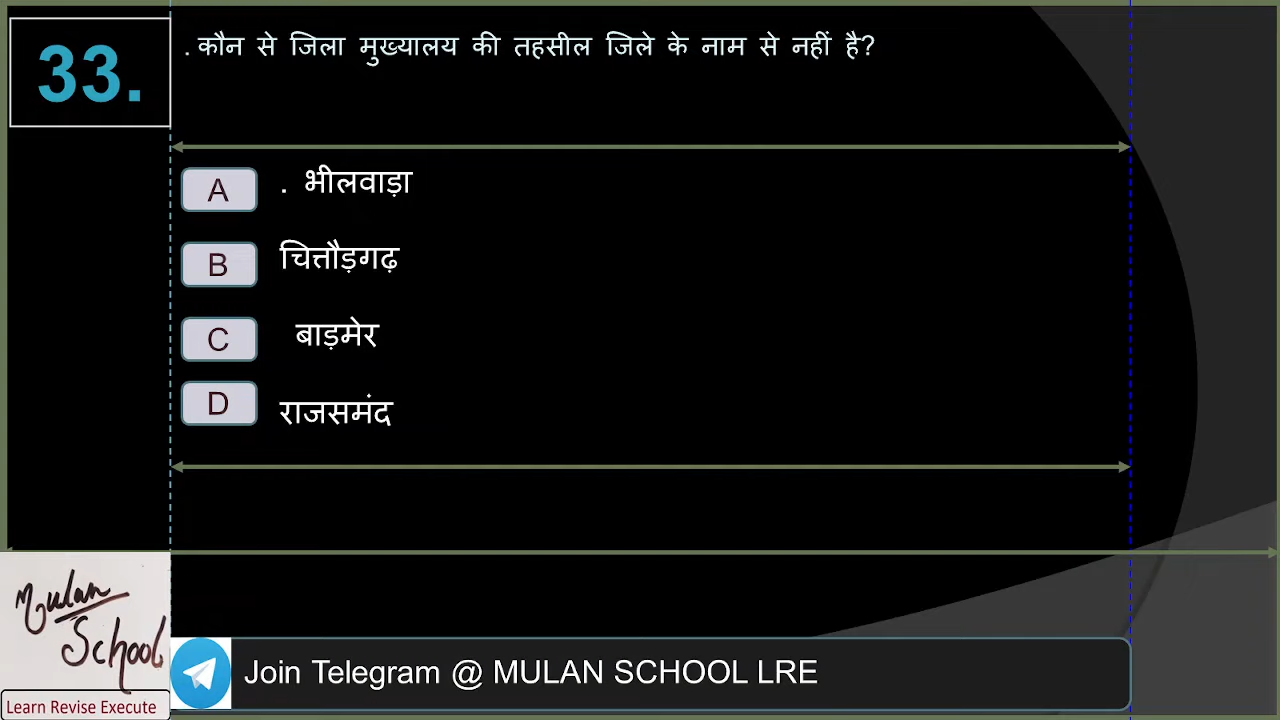 33.
. कौन से जिला मुख्यालय की तहसील जिले के नाम से नहीं है?
A . भीलवाड़ा
B चित्तौड़गढ़
C बाड़मेर
D राजसमंद
Mulan
School
Learn Revise Execute
Join Telegram @ MULAN SCHOOL LRE